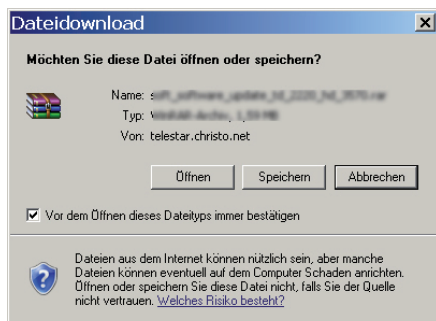 Dateidownload
Möchten Sie diese Datei öffnen oder speichern?
Name:
Typ:
Von: telestar.christo.net
Öffnen Speichern Abbrechen
Vor dem Öffnen dieses Dateityps immer bestätigen
Dateien aus dem Internet können nützlich sein, aber manche
Dateien können eventuell auf dem Computer Schaden anrichten.
Öffnen oder speichern Sie diese Datei nicht, falls Sie der Quelle
nicht vertrauen. Welches Risiko besteht?